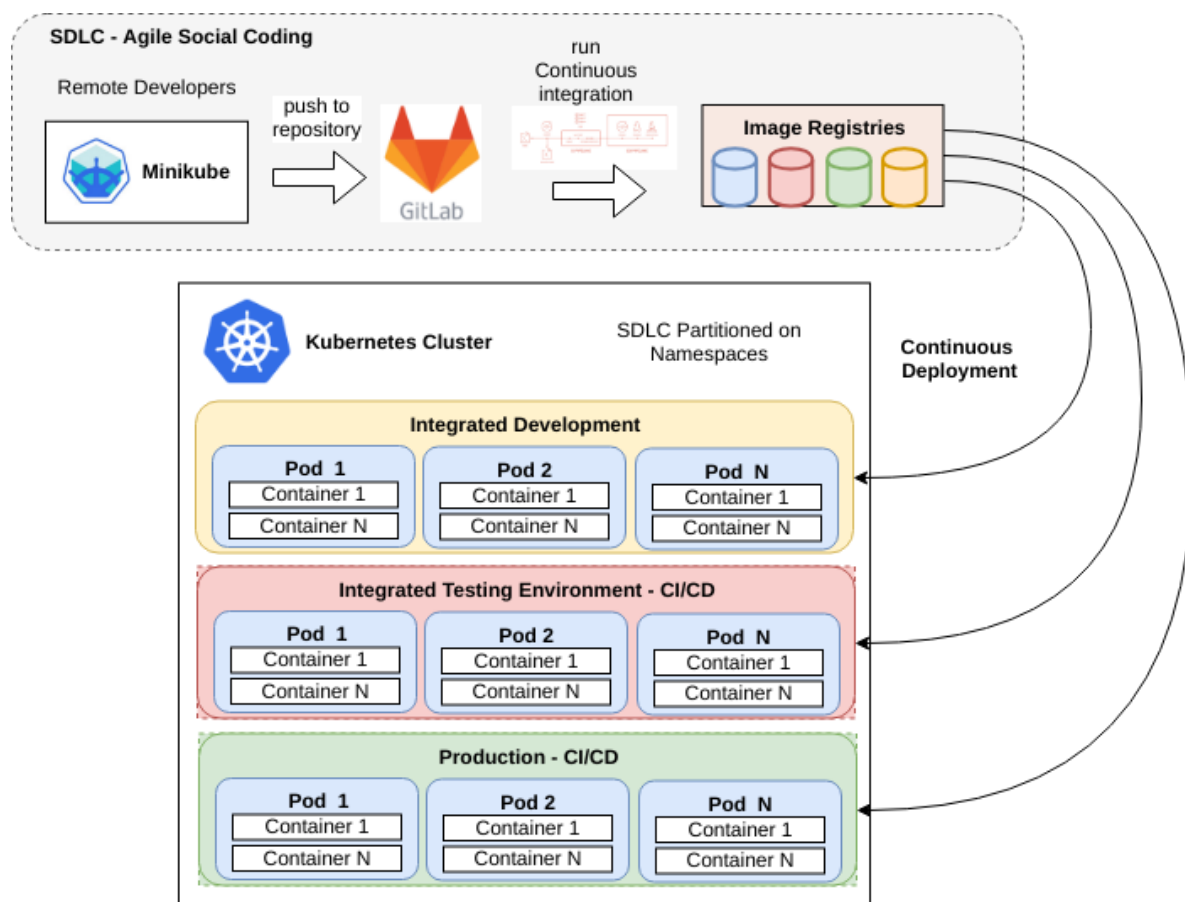 SDLC - Agile Social Coding
Remote Developers
Minikube
push to
repository
GitLab
run
Continuous
integration
Image Registries
Kubernetes Cluster
SDLC Partitioned on
Namespaces
Continuous
Deployment
Integrated Development
Pod 1
Container 1
Container N
Pod 2
Container 1
Container N
Pod N
Container 1
Container N
Integrated Testing Environment - CI/CD
Pod 1
Container 1
Container N
Pod 2
Container 1
Container N
Pod N
Container 1
Container N
Production - CI/CD
Pod 1
Container 1
Container N
Pod 2
Container 1
Container N
Pod N
Container 1
Container N